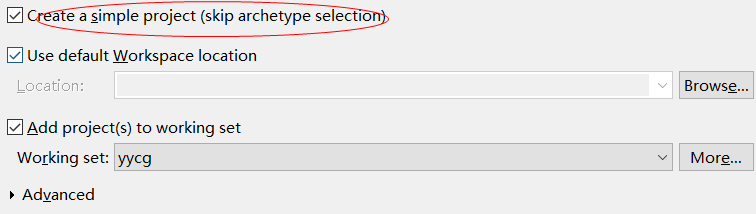 Create a simple project (skip archetype selection)
Use default Workspace location
Location: Browse...
Add project(s) to working set
Working set: yycg More...
Advanced